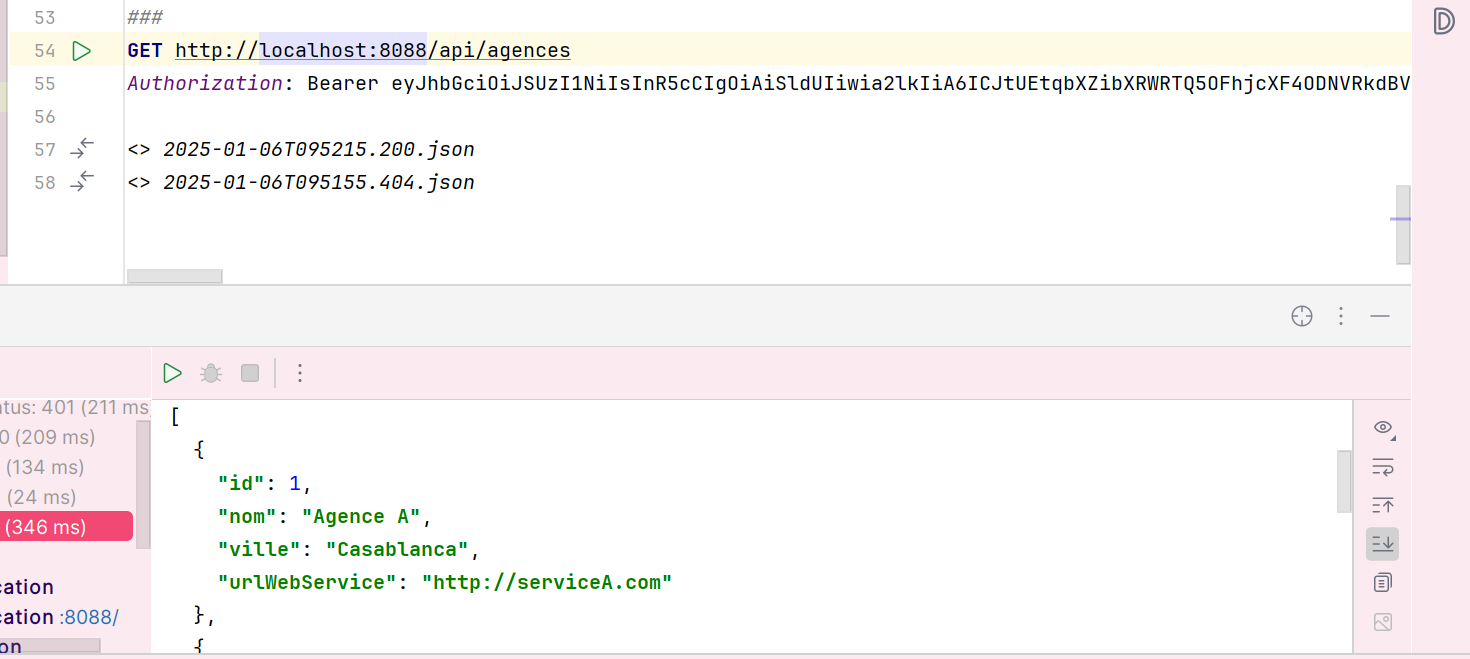 53 ###
54 GET http://localhost:8088/api/agences
55 Authorization: Bearer eyJhbGciOiJSUzI1NiIsInR5cCIgOiAiSldUIiwia2lkIiA6ICJtUEtqbXZibXRWRTQ5OFhjcXF4ODNVRkdBV
56
57 <> 2025-01-06T095215.200.json
58 <> 2025-01-06T095155.404.json
atus: 401 (211 ms
0 (209 ms)
(134 ms)
(24 ms)
(346 ms)
cation
cation :8088/
on
[
{
"id": 1,
"nom": "Agence A",
"ville": "Casablanca",
"urlWebService": "http://serviceA.com"
},
{